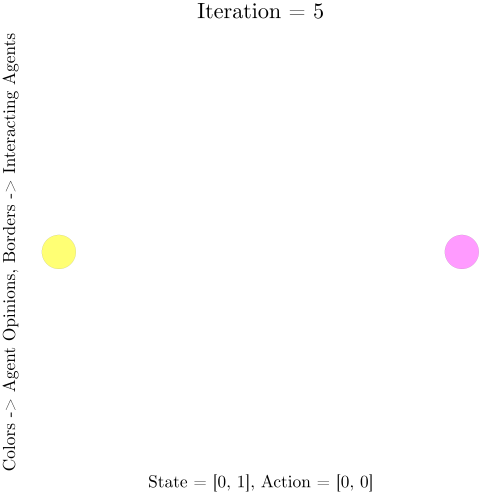 Iteration = 5
Colors -> Agent Opinions, Borders -> Interacting Agents
State = [0, 1], Action = [0, 0]